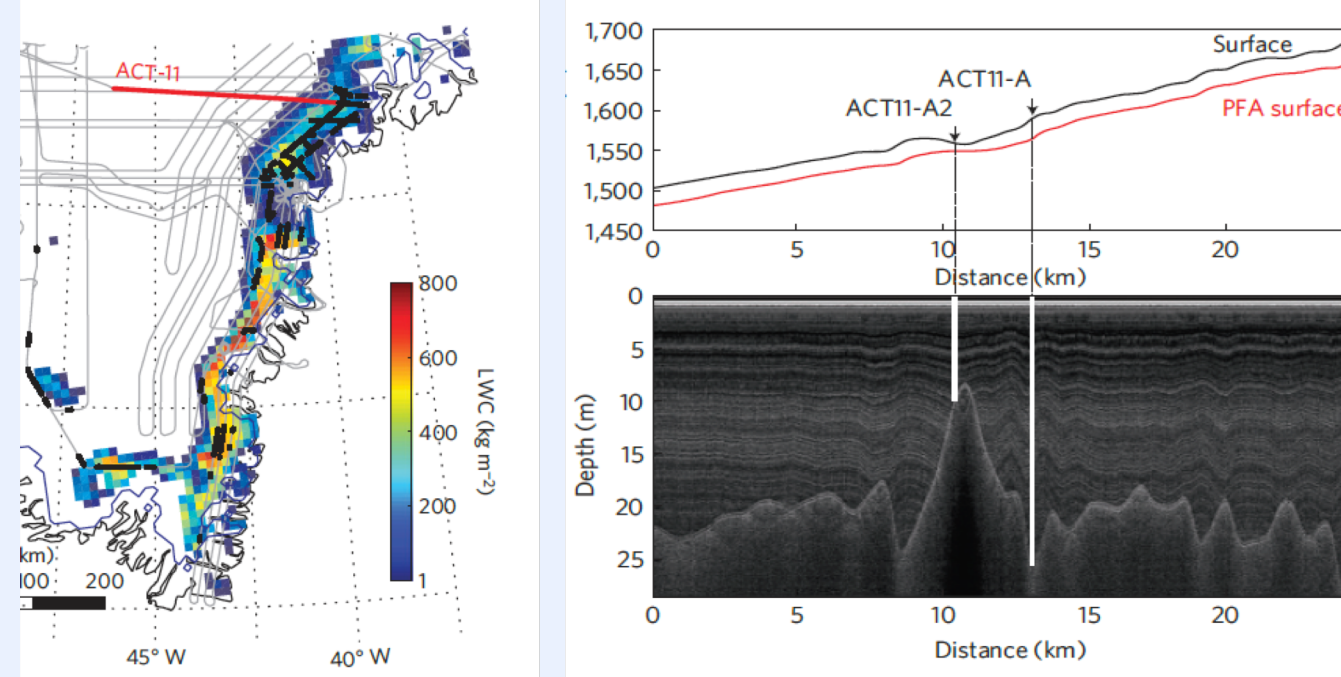 ACT-11
800
600
400
200
1
LWC (kg m⁻²)
km)
100 200
45° W 40° W
1,700
1,650
1,600
1,550
1,500
1,450
Surface
PFA surface
ACT11-A
ACT11-A2
0 5 10 15 20
Distance (km)
0
5
10
15
20
25
Depth (m)
0 5 10 15 20
Distance (km)